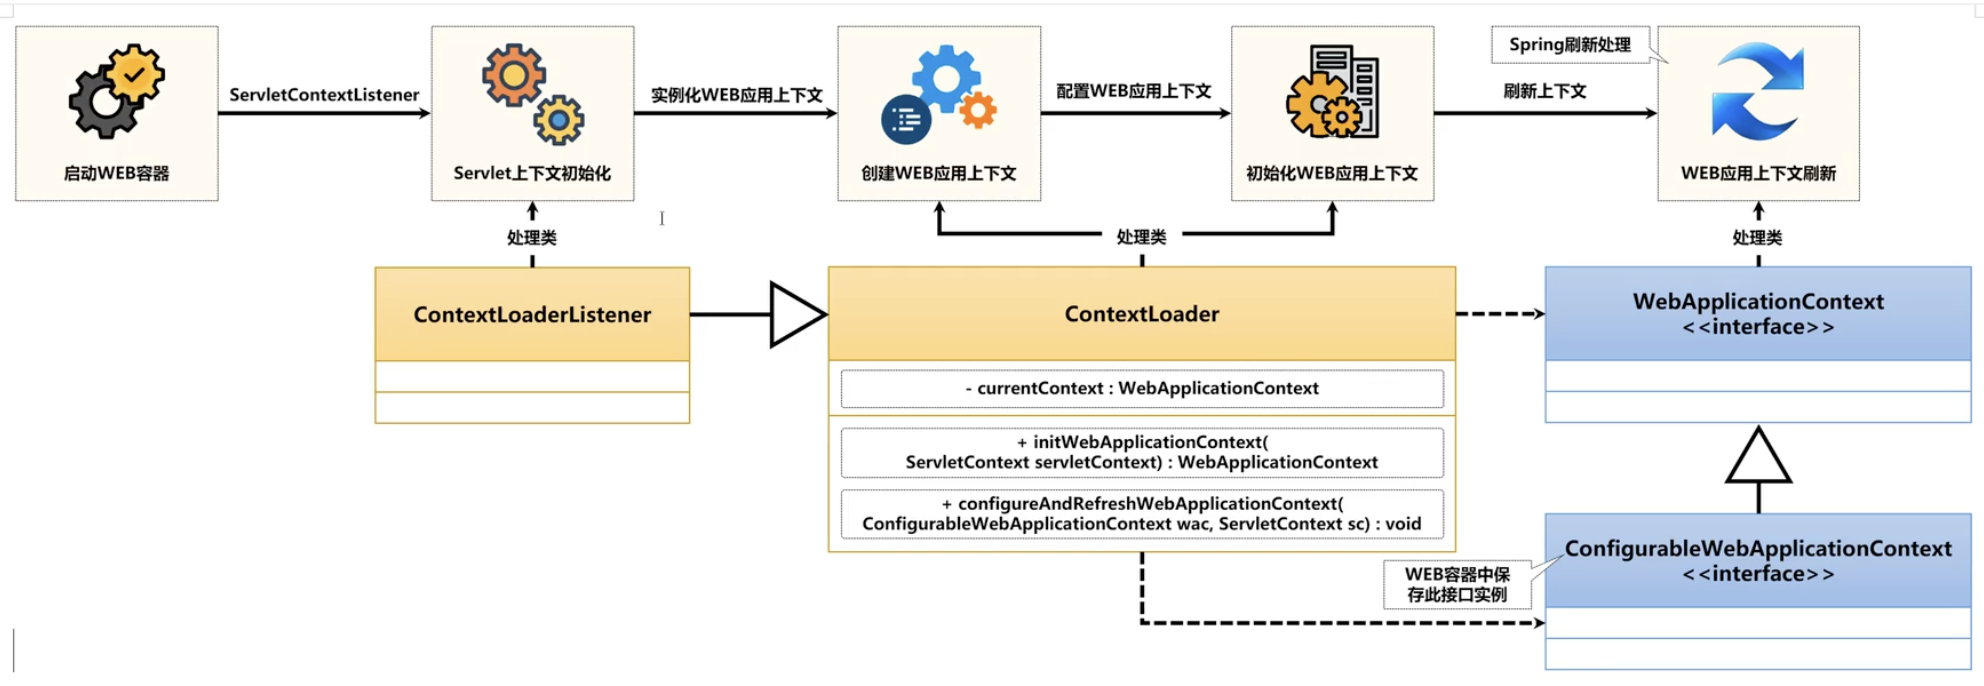 启动WEB容器
ServletContextListener
Servlet上下文初始化
实例化WEB应用上下文
创建WEB应用上下文
配置WEB应用上下文
初始化WEB应用上下文
刷新上下文
Spring刷新处理
WEB应用上下文刷新
处理类
处理类
处理类
ContextLoaderListener
ContextLoader
- currentContext : WebApplicationContext
+ initWebApplicationContext(
ServletContext servletContext) : WebApplicationContext
+ configureAndRefreshWebApplicationContext(
ConfigurableWebApplicationContext wac, ServletContext sc) : void
WebApplicationContext
<<interface>>
WEB容器中保
存此接口实例
ConfigurableWebApplicationContext
<<interface>>